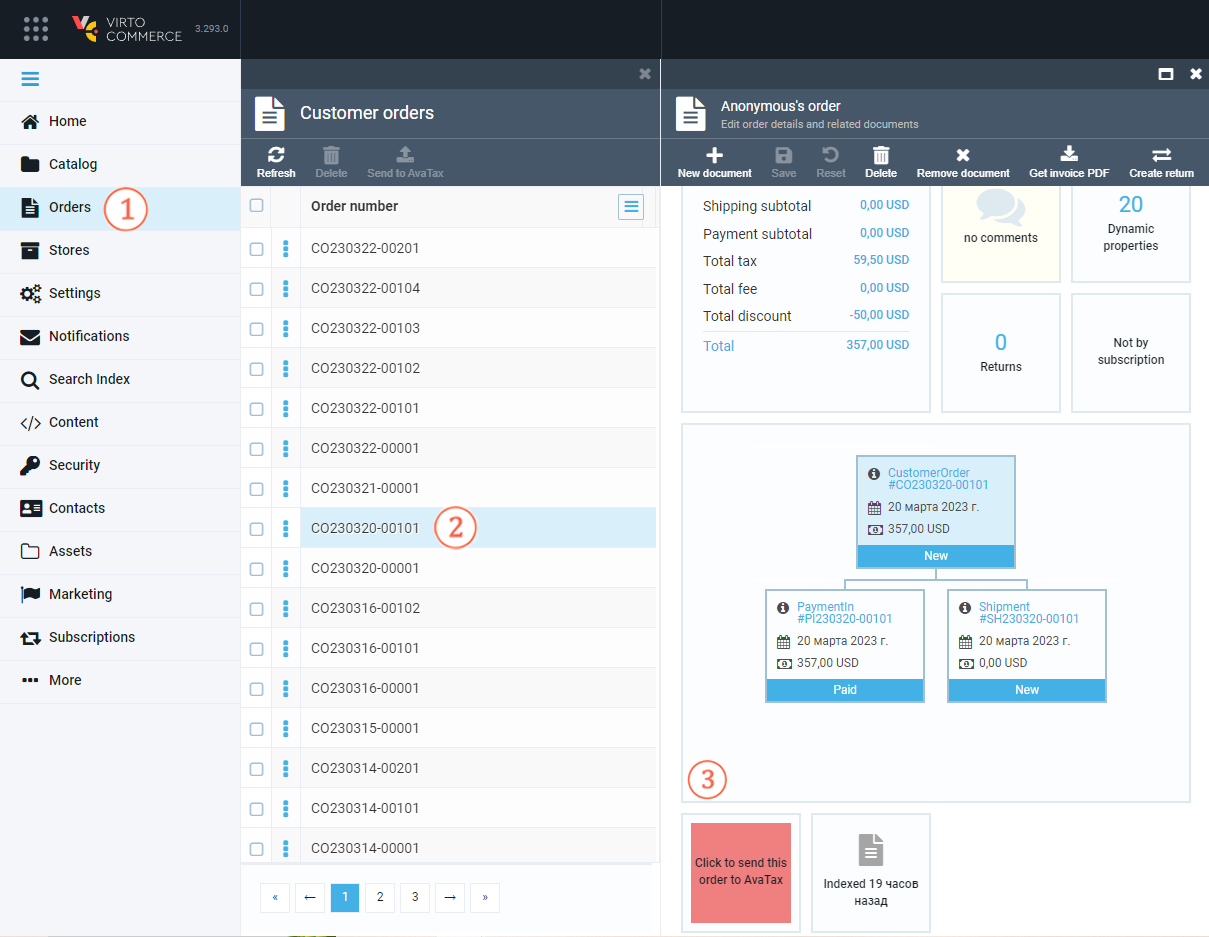 VIRTO
COMMERCE
3.293.0
Home
Catalog
Orders
1
Stores
Settings
Notifications
Search Index
Content
Security
Contacts
Assets
Marketing
Subscriptions
More
Customer orders
Refresh
Delete
Send to AvaTax
Order number
CO230322-00201
CO230322-00104
CO230322-00103
CO230322-00102
CO230322-00101
CO230322-00001
CO230321-00001
CO230320-00101
2
CO230320-00001
CO230316-00102
CO230316-00101
CO230316-00001
CO230315-00001
CO230314-00201
CO230314-00101
CO230314-00001
« ← 1 2 3 → »
Anonymous's order
Edit order details and related documents
New document
Save
Reset
Delete
Remove document
Get invoice PDF
Create return
Shipping subtotal 0,00 USD
Payment subtotal 0,00 USD
Total tax 59,50 USD
Total fee 0,00 USD
Total discount -50,00 USD
Total 357,00 USD
no comments
20
Dynamic
properties
0
Returns
Not by
subscription
CustomerOrder
#CO230320-00101
20 марта 2023 г.
357,00 USD
New
PaymentIn
#PI230320-00101
20 марта 2023 г.
357,00 USD
Paid
Shipment
#SH230320-00101
20 марта 2023 г.
0,00 USD
New
3
Click to send this
order to AvaTax
Indexed 19 часов
назад